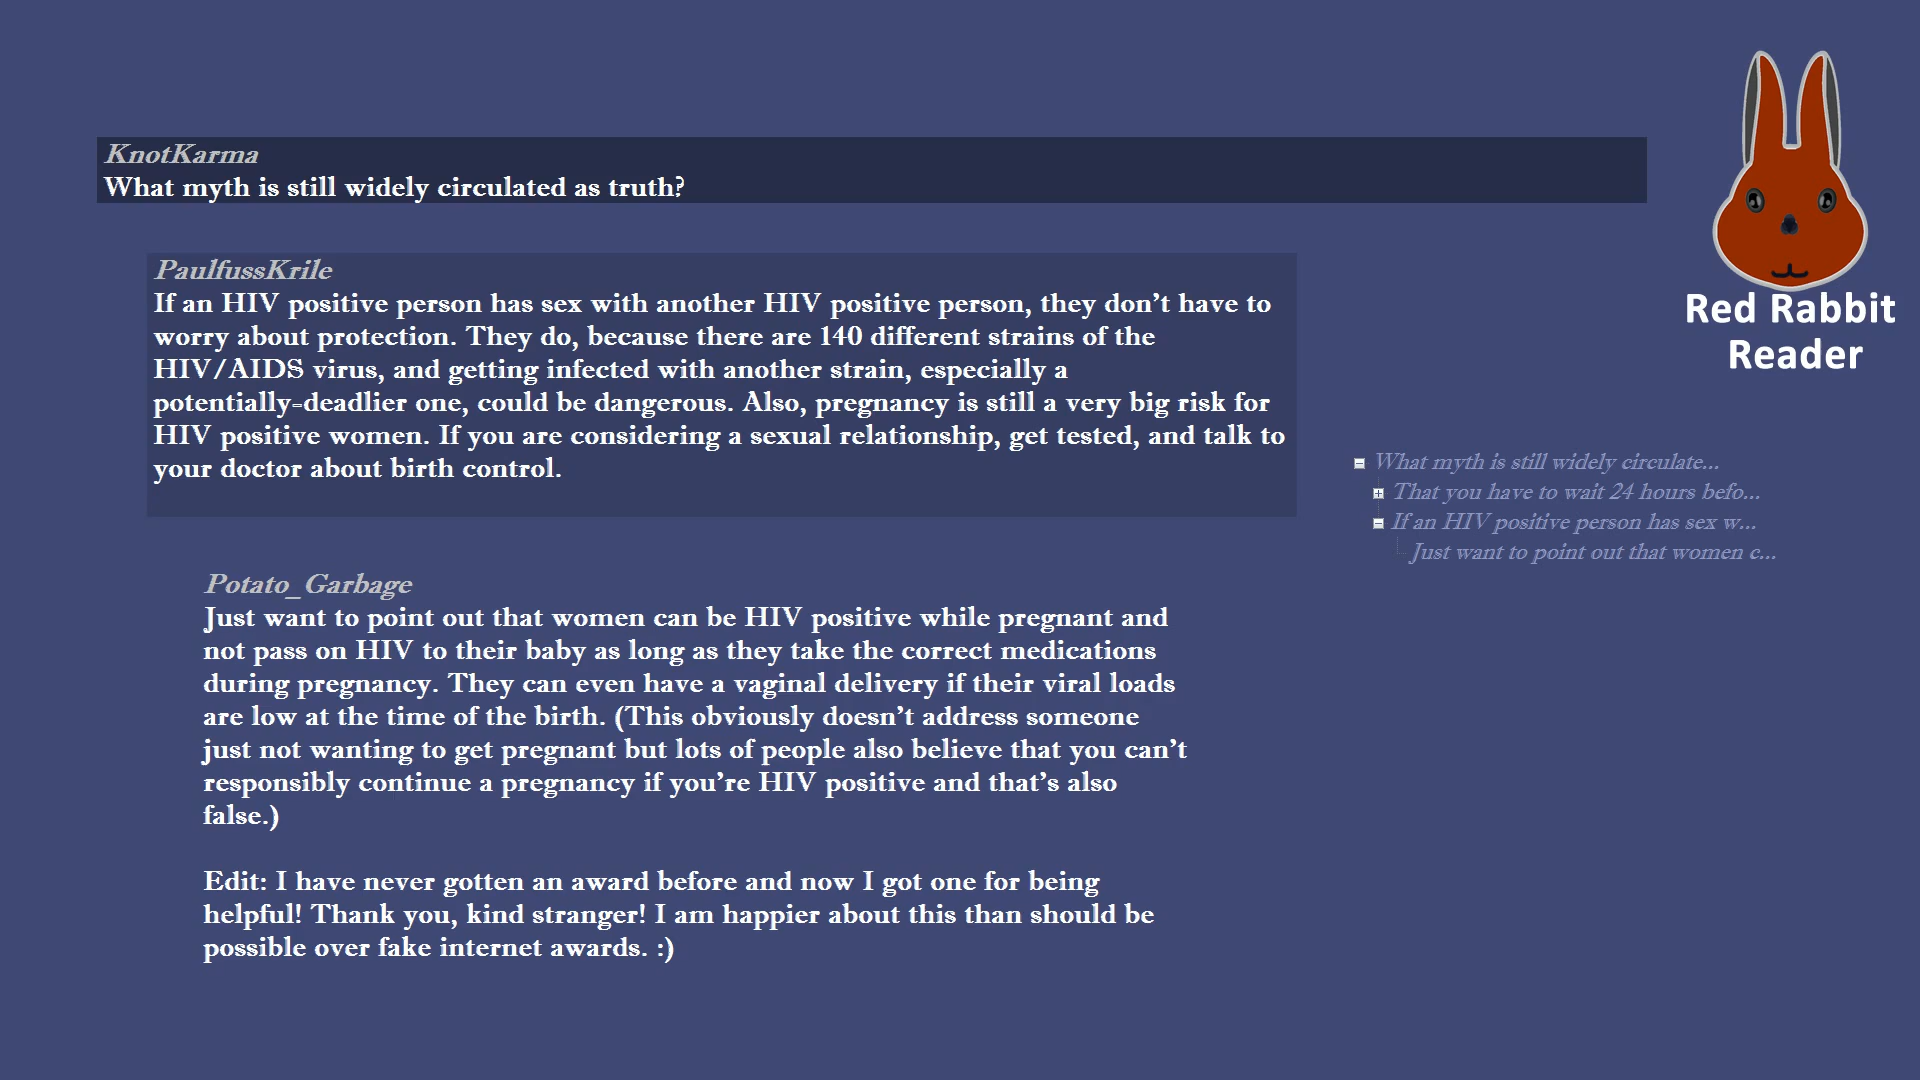 KnotKarma
What myth is still widely circulated as truth?
PaulfussKrile
If an HIV positive person has sex with another HIV positive person, they don't have to
worry about protection. They do, because there are 140 different strains of the
HIV/AIDS virus, and getting infected with another strain, especially a
potentially-deadlier one, could be dangerous. Also, pregnancy is still a very big risk for
HIV positive women. If you are considering a sexual relationship, get tested, and talk to
your doctor about birth control.
Potato_Garbage
Just want to point out that women can be HIV positive while pregnant and
not pass on HIV to their baby as long as they take the correct medications
during pregnancy. They can even have a vaginal delivery if their viral loads
are low at the time of the birth. (This obviously doesn't address someone
just not wanting to get pregnant but lots of people also believe that you can't
responsibly continue a pregnancy if you're HIV positive and that's also
false.)
Edit: I have never gotten an award before and now I got one for being
helpful! Thank you, kind stranger! I am happier about this than should be
possible over fake internet awards. :)
Red Rabbit
Reader
What myth is still widely circulate...
That you have to wait 24 hours befo...
If an HIV positive person has sex w...
Just want to point out that women c...